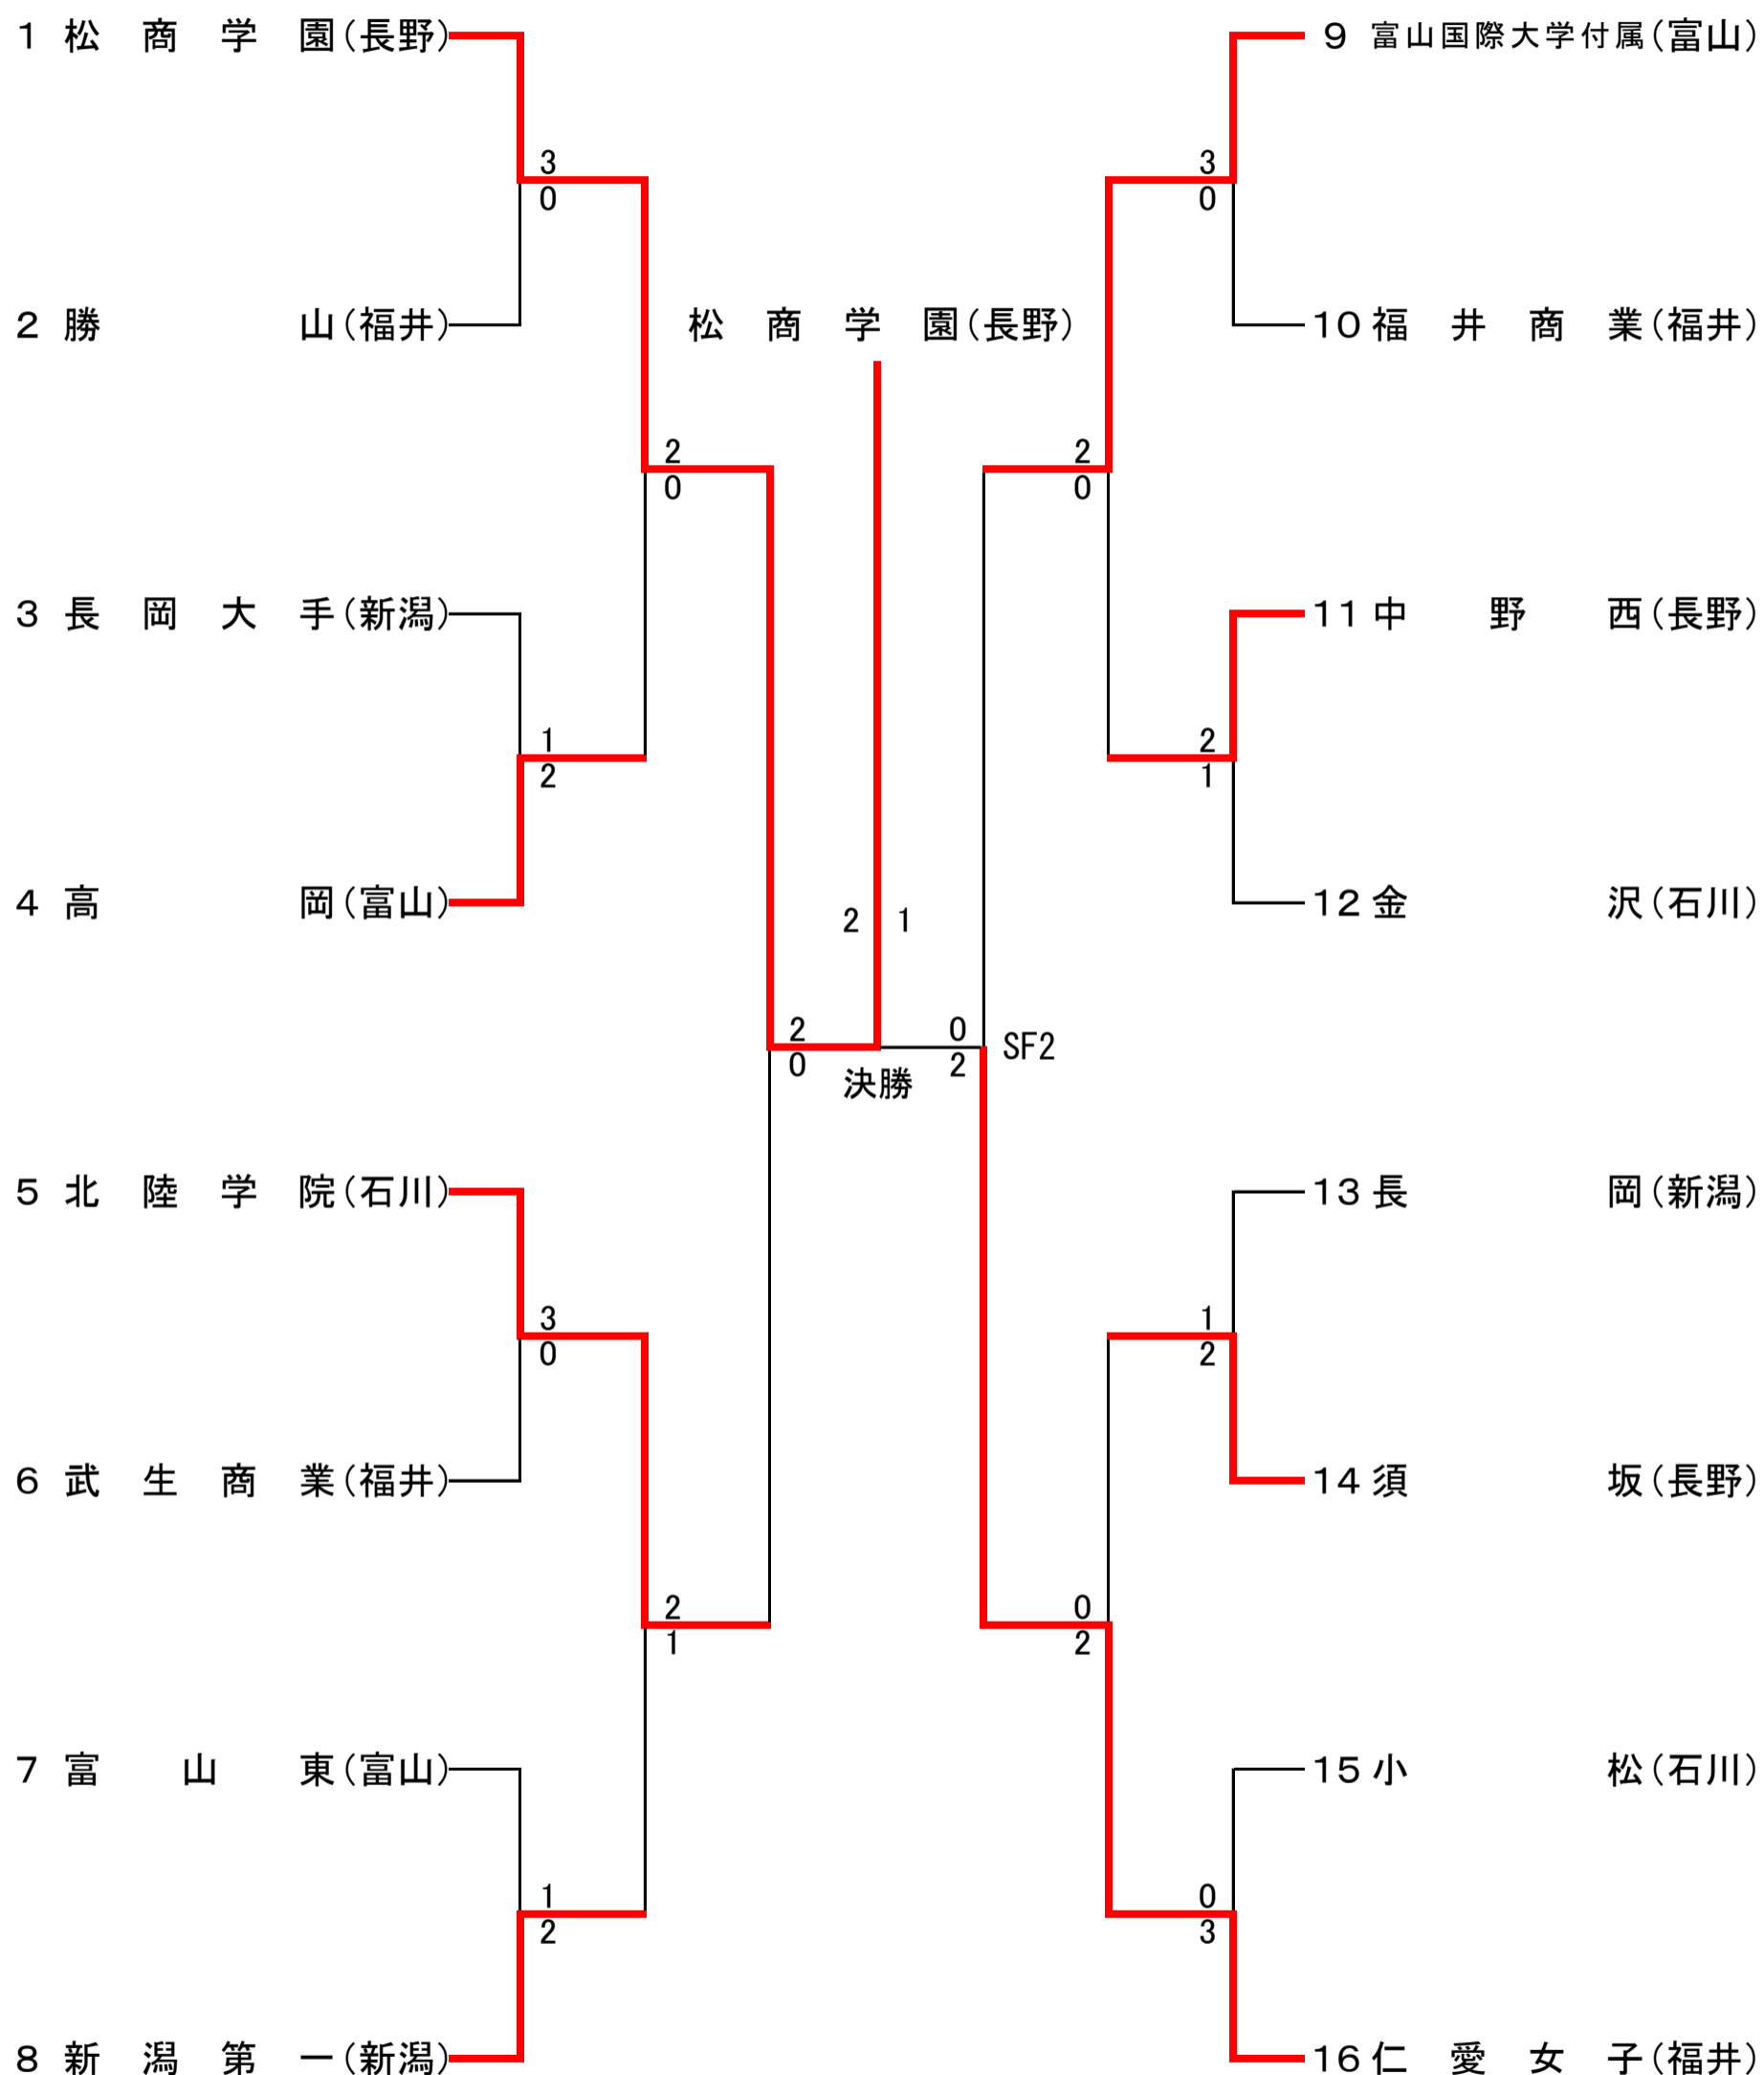 1 松商学園(長野)
3
0
2 勝山(福井)
2
0
3 長岡大手(新潟)
1
2
4 高岡(富山)
2
0
5 北陸学院(石川)
3
0
6 武生商業(福井)
2
1
7 富山東(富山)
1
2
8 新潟第一(新潟)
松商学園(長野)
2 1
決勝
0
2
SF2
9 富山国際大学付属(富山)
3
0
10 福井商業(福井)
2
0
11 中野西(長野)
2
1
12 金沢(石川)
13 長岡(新潟)
1
2
14 須坂(長野)
0
2
15 小松(石川)
0
3
16 仁愛女子(福井)